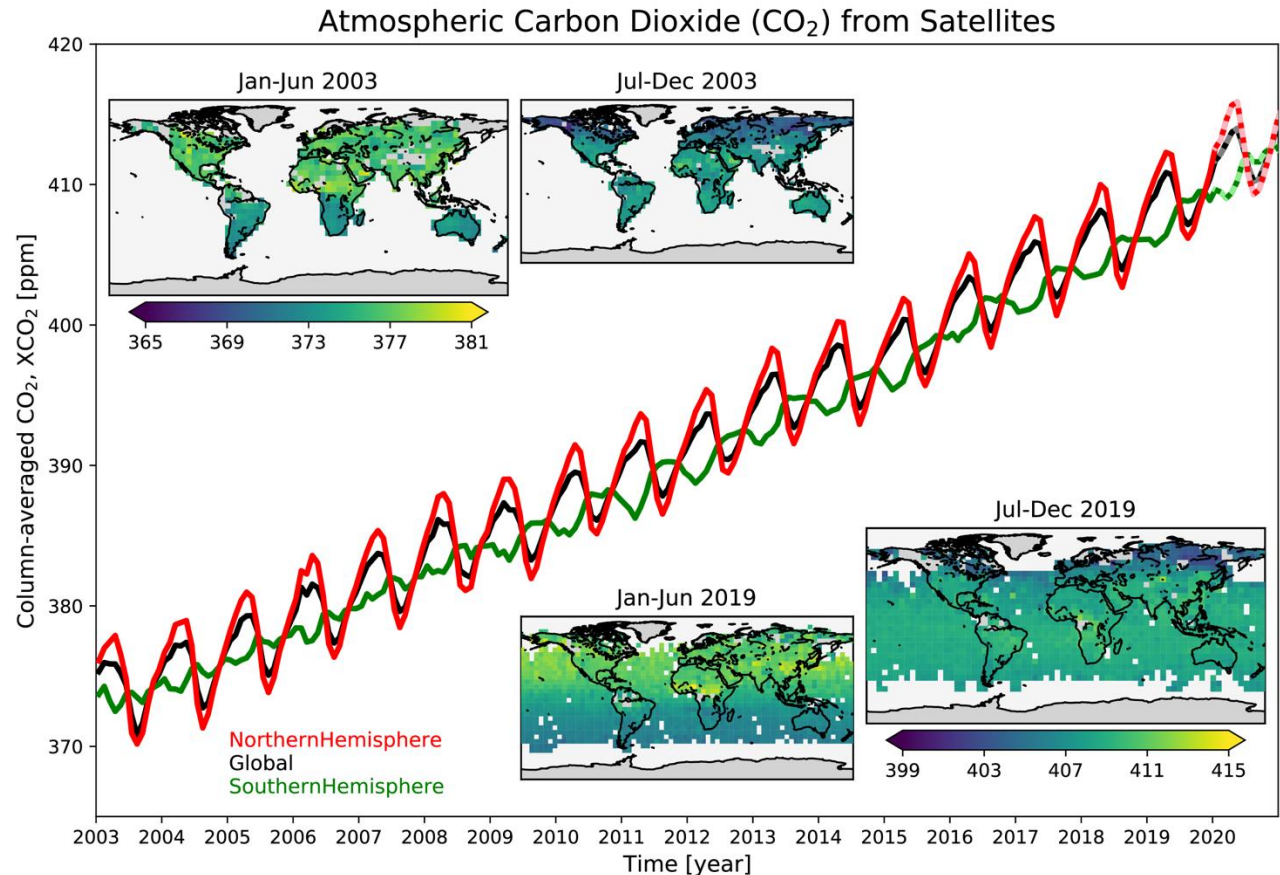 Atmospheric Carbon Dioxide (CO₂) from Satellites
Column-averaged CO₂, XCO₂ [ppm]
420
410
400
390
380
370
Jan-Jun 2003
365 369 373 377 381
Jul-Dec 2003
Jan-Jun 2019
Jul-Dec 2019
399 403 407 411 415
NorthernHemisphere
Global
SouthernHemisphere
2003 2004 2005 2006 2007 2008 2009 2010 2011 2012 2013 2014 2015 2016 2017 2018 2019 2020
Time [year]